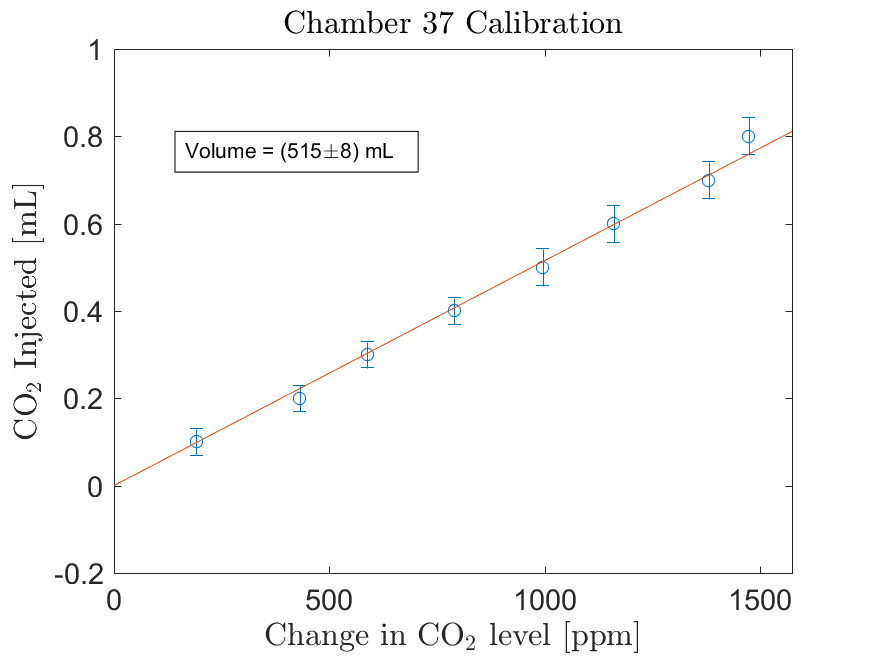 Chamber 37 Calibration
1
0.8
0.6
0.4
0.2
0
-0.2
CO₂ Injected [mL]
Volume = (515±8) mL
0
500
1000
1500
Change in CO₂ level [ppm]